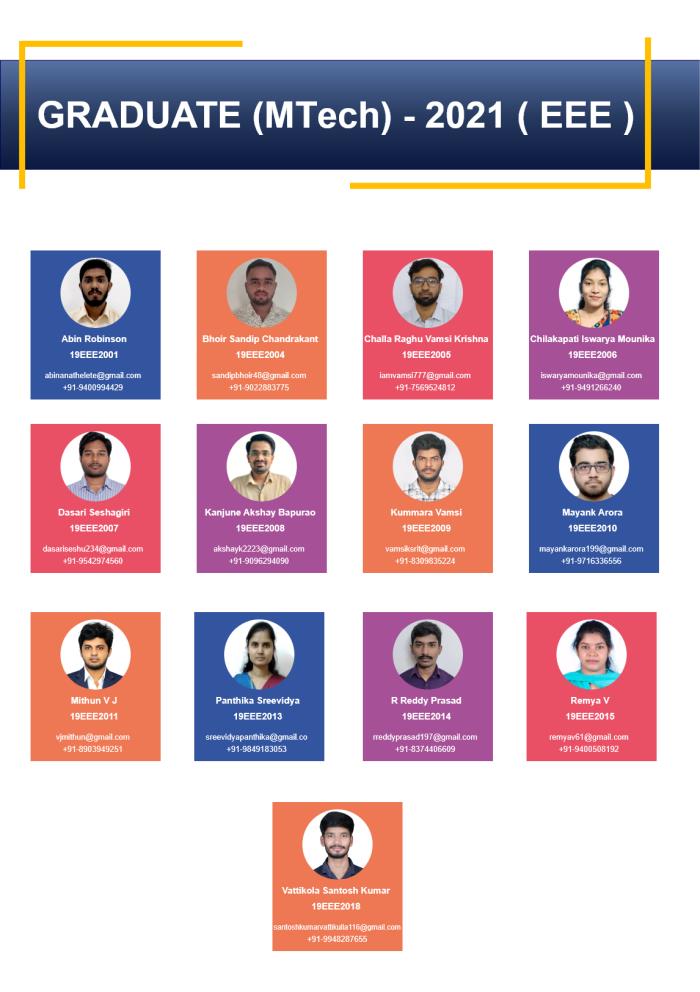 GRADUATE (MTech) - 2021 ( EEE )
Abin Robinson
19EEE2001
abinanathelete@gmail.com
+91-9400994429
Bhoir Sandip Chandrakant
19EEE2004
sandipbhoir48@gmail.com
+91-9022883775
Challa Raghu Vamsi Krishna
19EEE2005
iamvamsi777@gmail.com
+91-7569524812
Chilakapati Iswarya Mounika
19EEE2006
iswaryamounika@gmail.com
+91-9491266240
Dasari Seshagiri
19EEE2007
dasariseshu234@gmail.com
+91-9542974560
Kanjune Akshay Bapurao
19EEE2008
akshayk2223@gmail.com
+91-9096294090
Kummara Vamsi
19EEE2009
vamsiksrit@gmail.com
+91-8309835224
Mayank Arora
19EEE2010
mayankarora199@gmail.com
+91-9716336556
Mithun V J
19EEE2011
vjmithun@gmail.com
+91-8903949251
Panthika Sreevidya
19EEE2013
sreevidyapanthika@gmail.co
+91-9849183053
R Reddy Prasad
19EEE2014
rreddyprasad197@gmail.com
+91-8374406609
Remya V
19EEE2015
remyav61@gmail.com
+91-9400508192
Vattikola Santosh Kumar
19EEE2018
santoshkumarvattikulla116@gmail.com
+91-9948287655